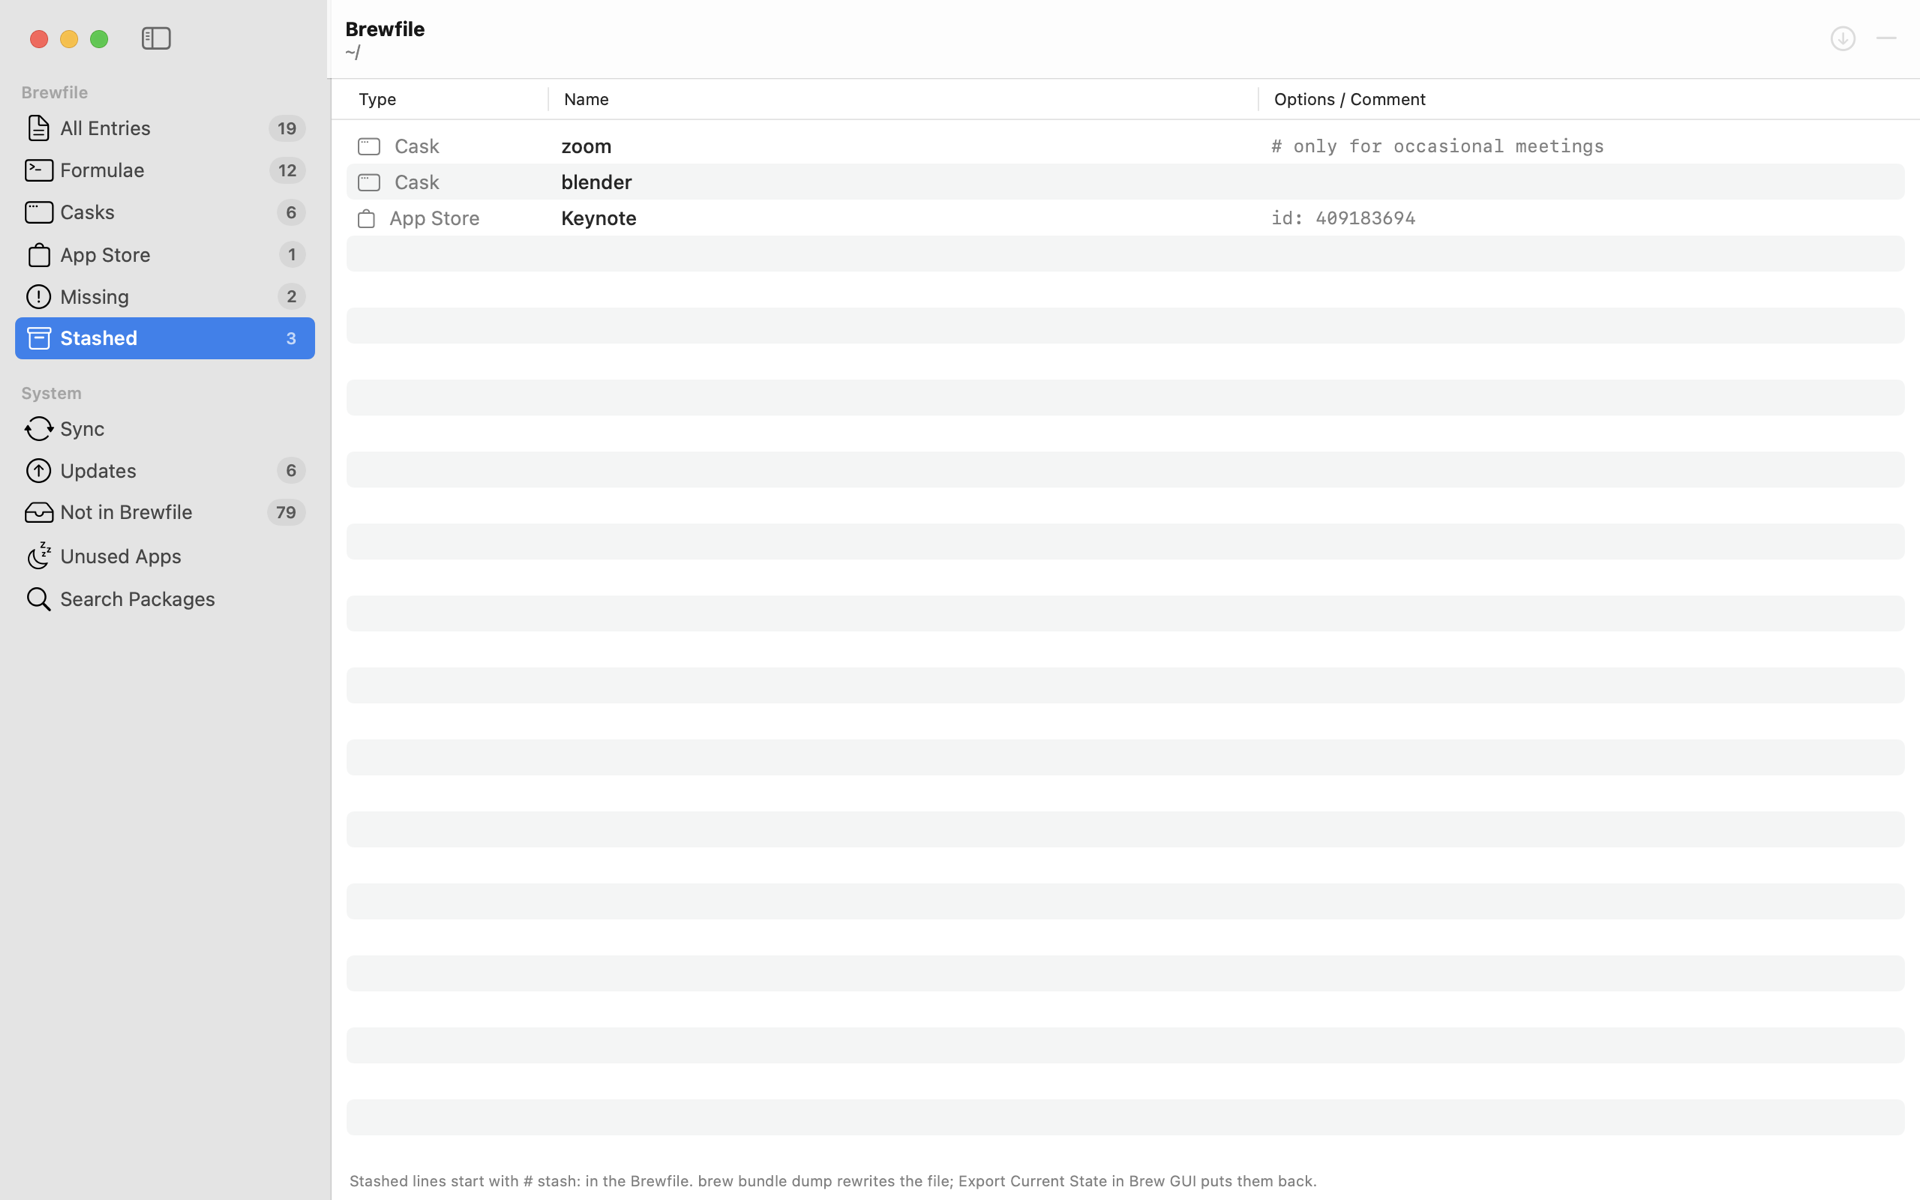 Brewfile
~/
Brewfile
All Entries 19
Formulae 12
Casks 6
App Store 1
Missing 2
Stashed 3
System
Sync
Updates 6
Not in Brewfile 79
Unused Apps
Search Packages
Type Name Options / Comment
Cask zoom # only for occasional meetings
Cask blender
App Store Keynote id: 409183694
Stashed lines start with # stash: in the Brewfile. brew bundle dump rewrites the file; Export Current State in Brew GUI puts them back.